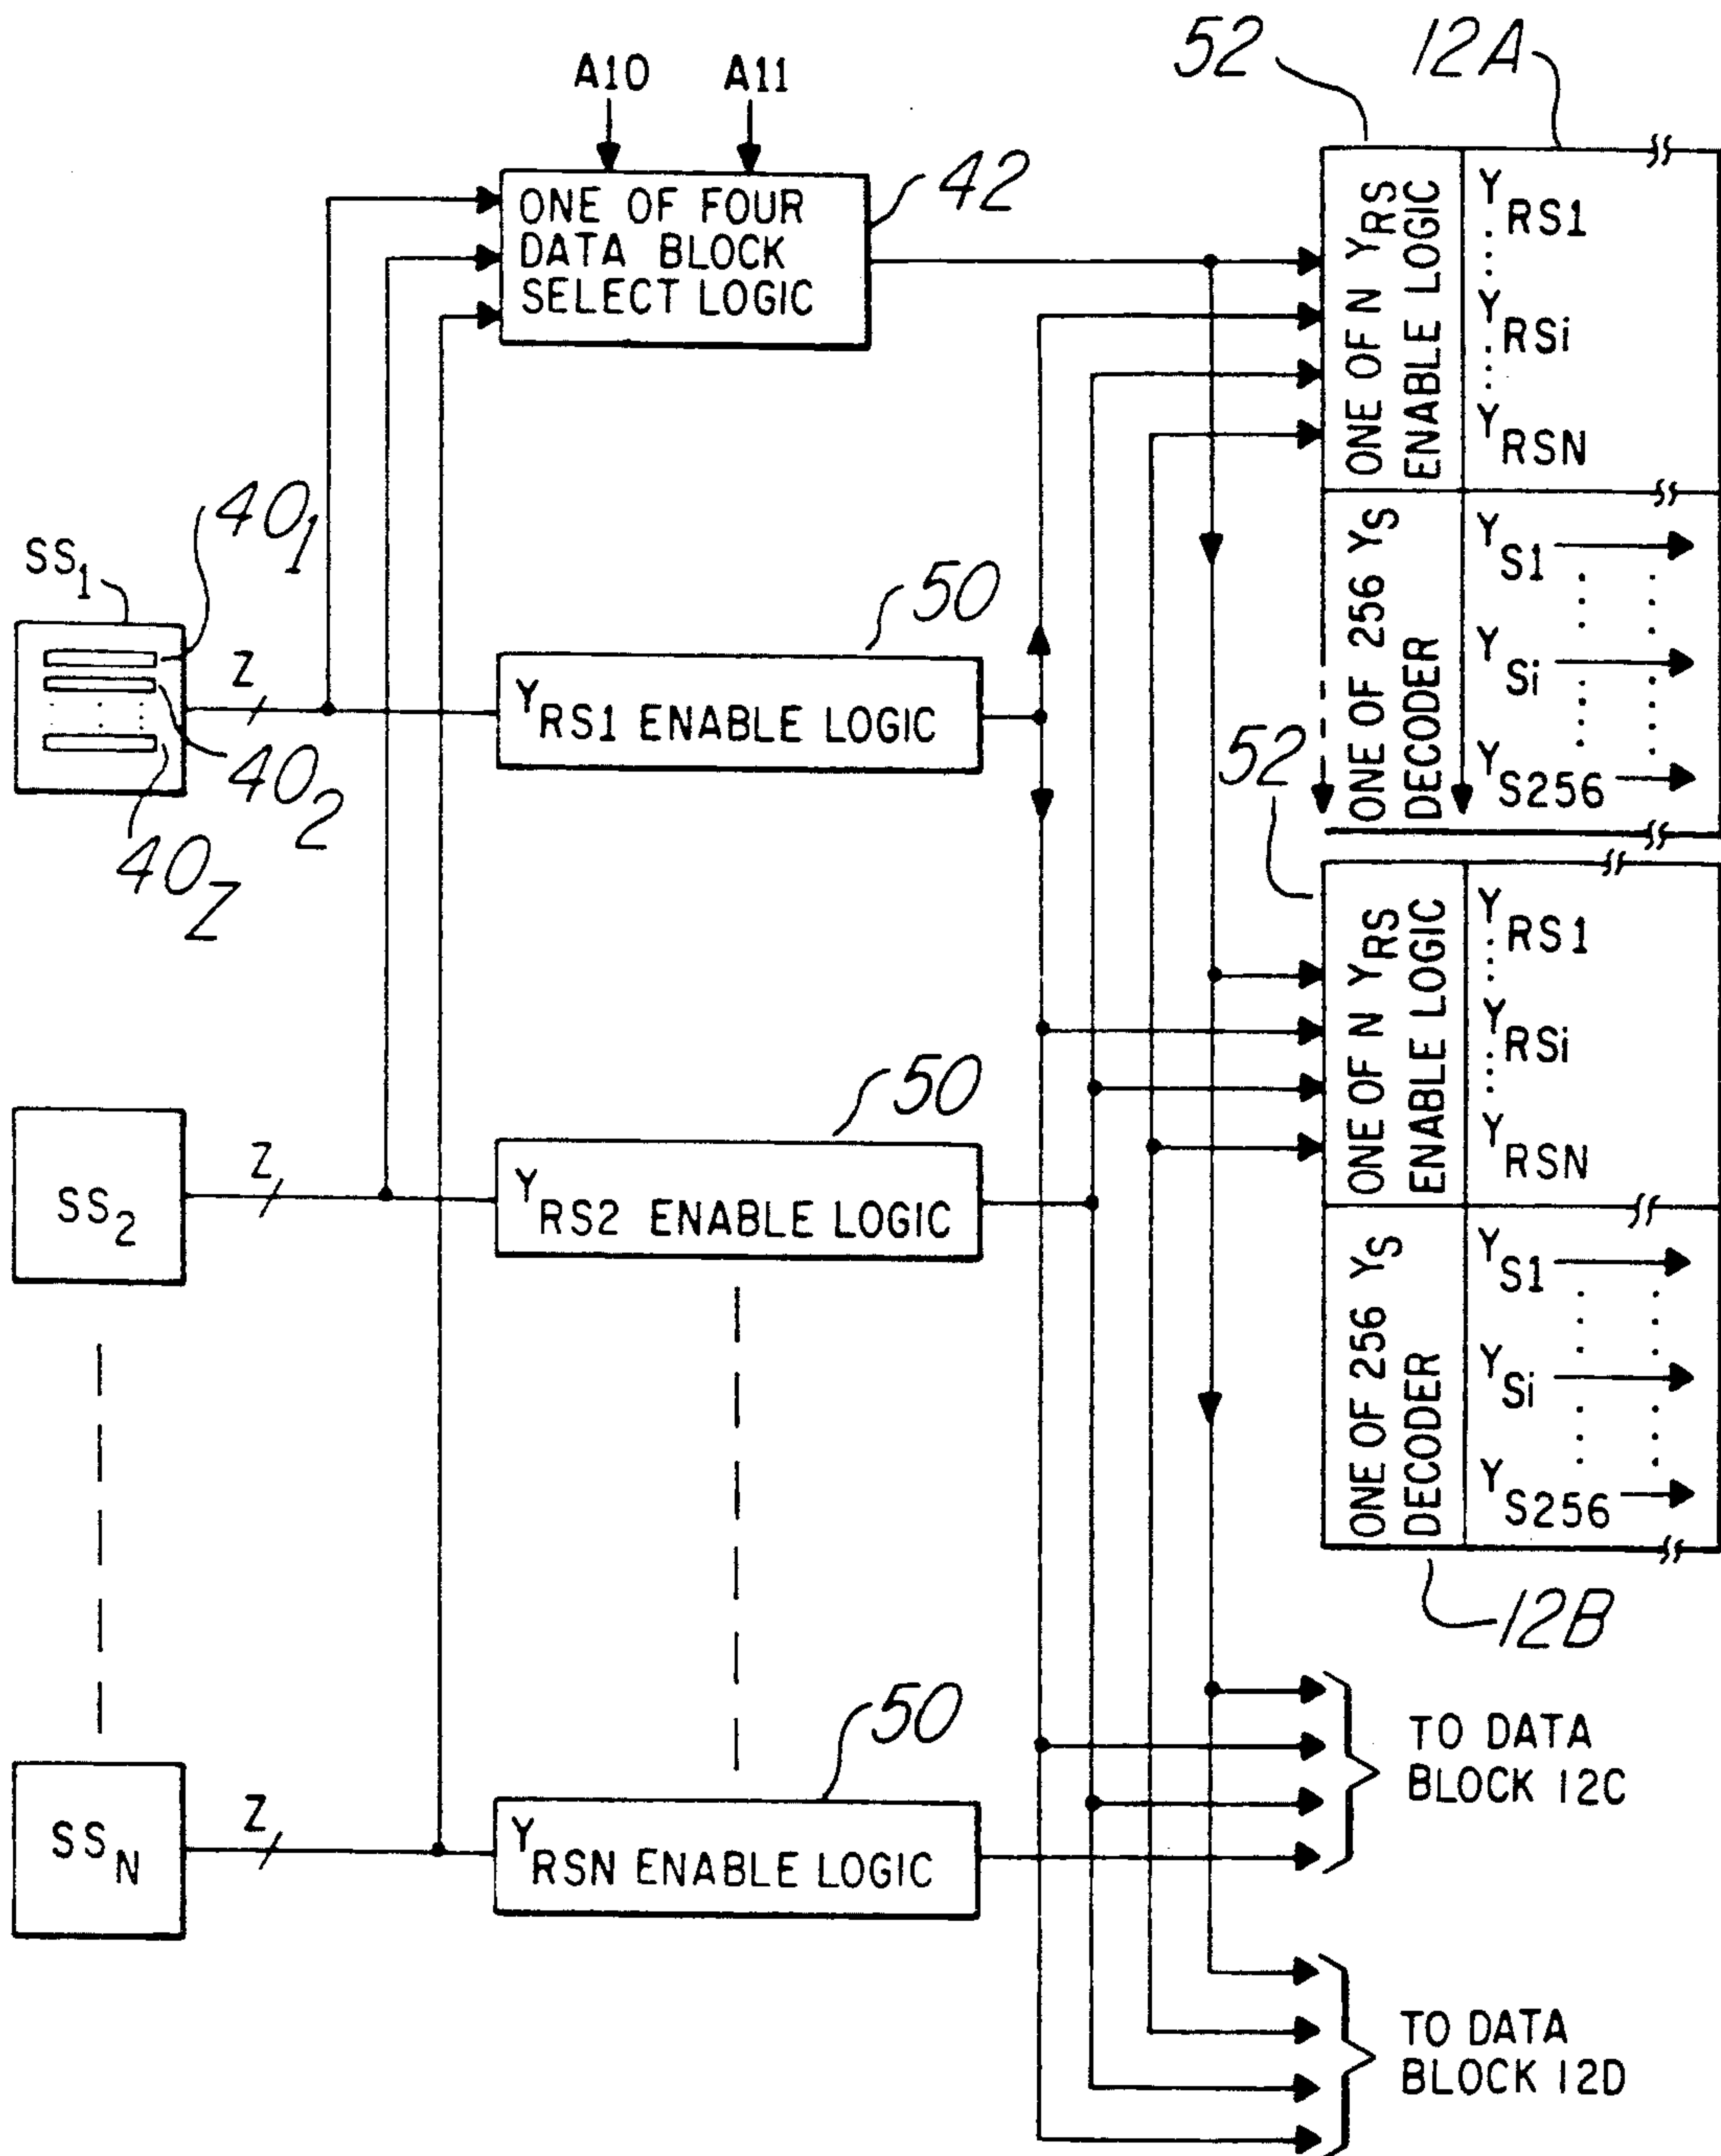 A10 A11
52
12A
ONE OF FOUR
DATA BLOCK
SELECT LOGIC
42
ONE OF N YRS
ENABLE LOGIC
YRS1
YRSi
YRSN
ONE OF 256 YS
DECODER
YS1
YSi
YS256
SS1
401
402
40Z
Z
50
YRS1 ENABLE LOGIC
52
ONE OF N YRS
ENABLE LOGIC
YRS1
YRSi
YRSN
ONE OF 256 YS
DECODER
YS1
YSi
YS256
12B
SS2
Z
50
YRS2 ENABLE LOGIC
SSN
Z
50
YRSN ENABLE LOGIC
TO DATA
BLOCK 12C
TO DATA
BLOCK 12D